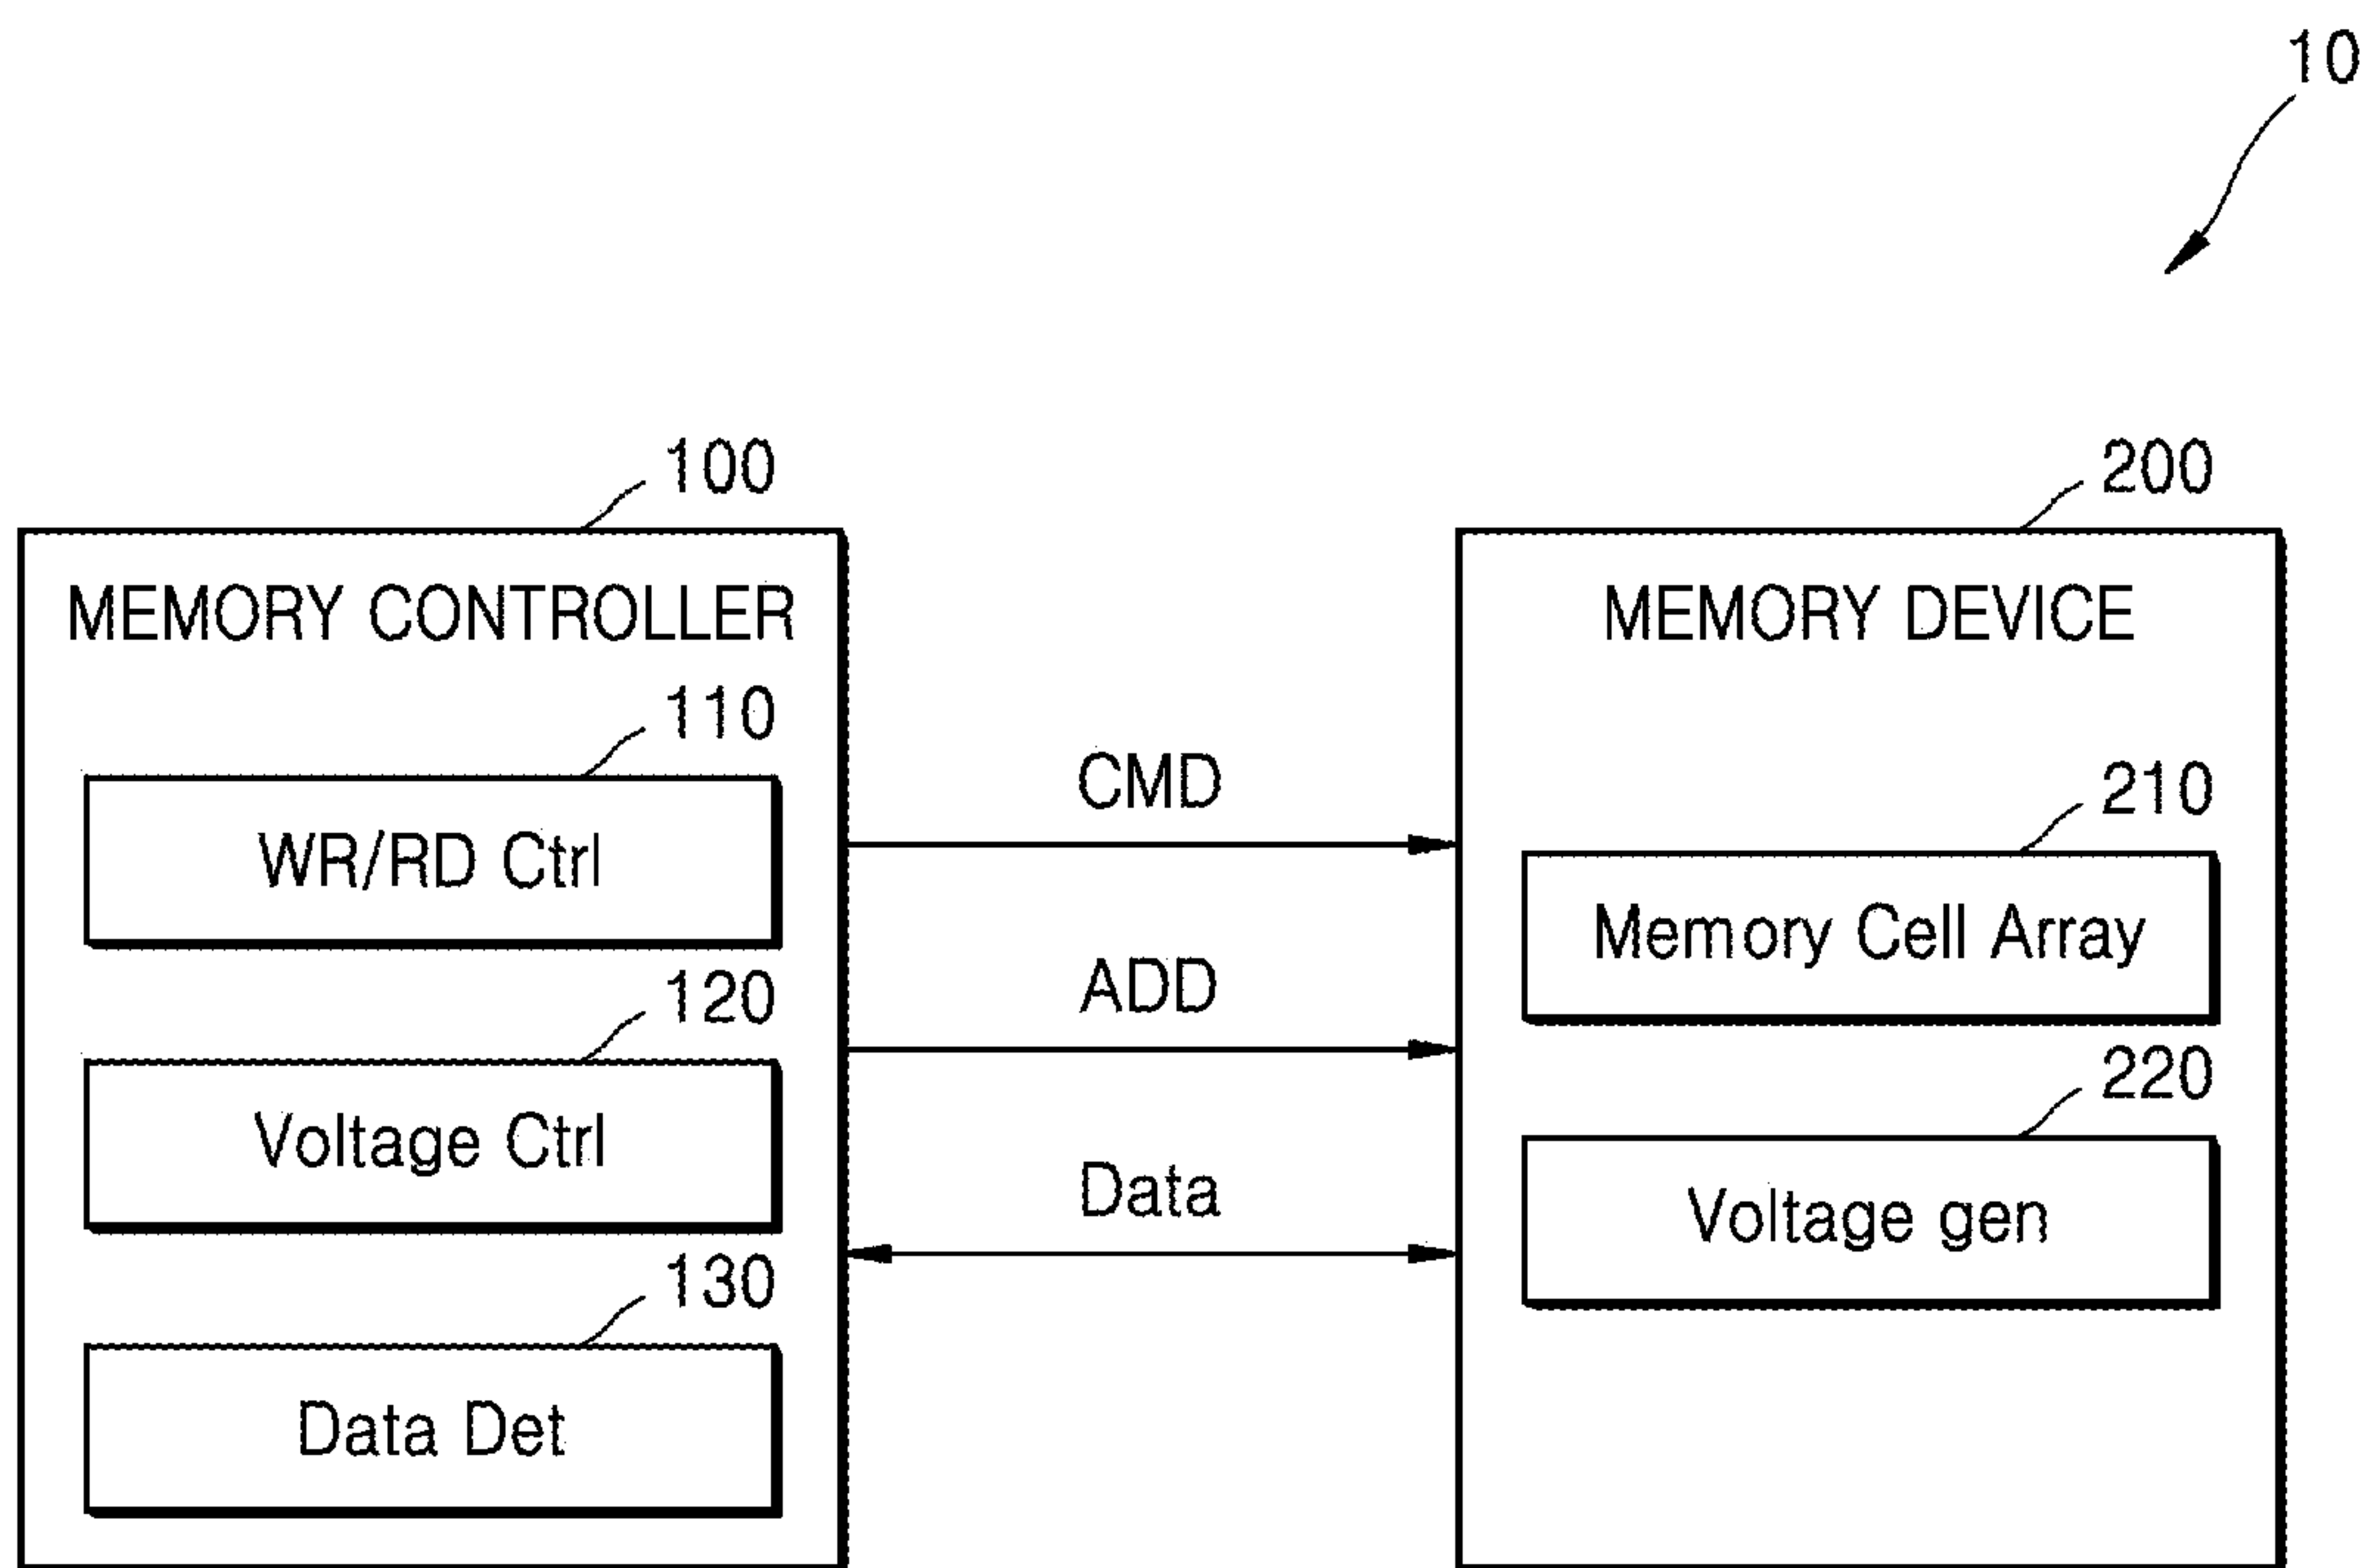 10
100
MEMORY CONTROLLER
110
WR/RD Ctrl
120
Voltage Ctrl
130
Data Det
CMD
ADD
Data
200
MEMORY DEVICE
210
Memory Cell Array
220
Voltage gen